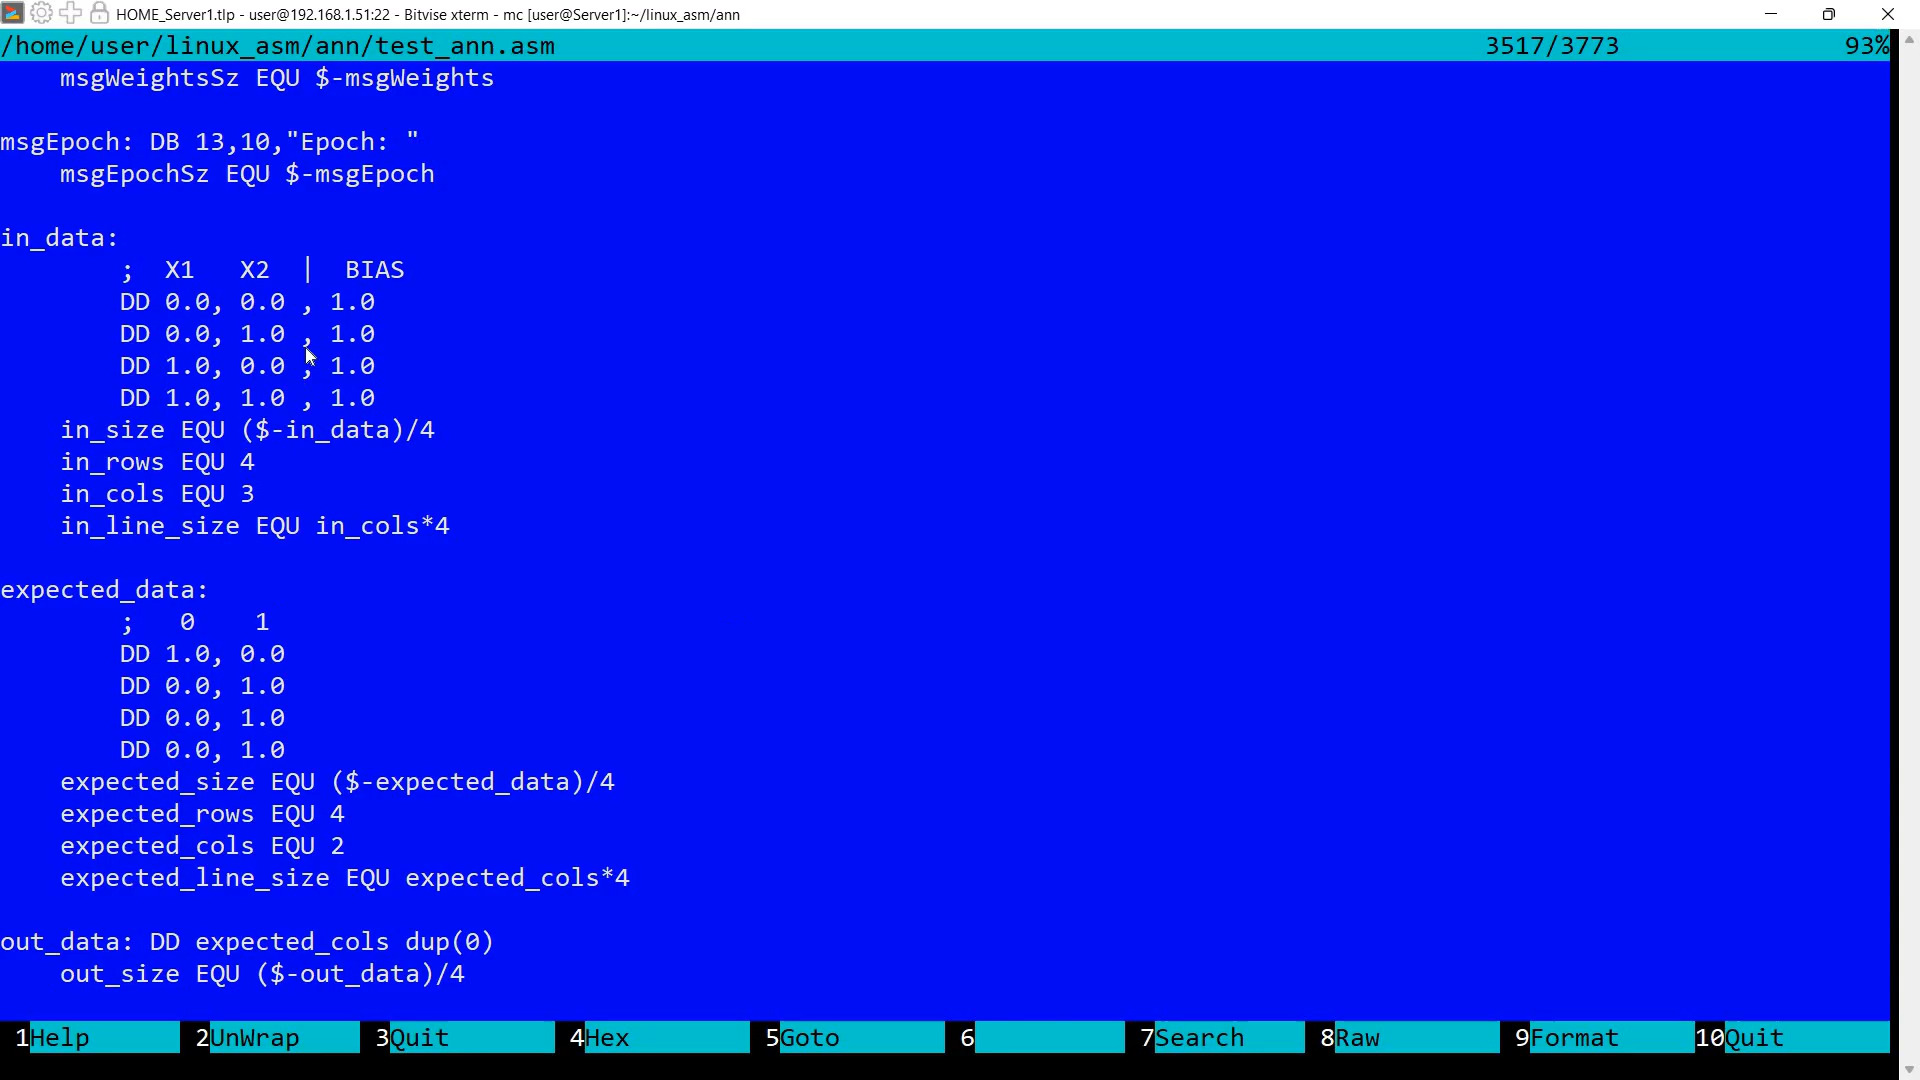 HOME_Server1.tlp - user@192.168.1.51:22 - Bitvise xterm - mc [user@Server1]:~/linux_asm/ann
/home/user/linux_asm/ann/test_ann.asm 3517/3773 93%
    msgWeightsSz EQU $-msgWeights

msgEpoch: DB 13,10,"Epoch: "
    msgEpochSz EQU $-msgEpoch

in_data:
        ;  X1   X2  |  BIAS
        DD 0.0, 0.0 , 1.0
        DD 0.0, 1.0 , 1.0
        DD 1.0, 0.0 , 1.0
        DD 1.0, 1.0 , 1.0
    in_size EQU ($-in_data)/4
    in_rows EQU 4
    in_cols EQU 3
    in_line_size EQU in_cols*4

expected_data:
        ;   0    1
        DD 1.0, 0.0
        DD 0.0, 1.0
        DD 0.0, 1.0
        DD 0.0, 1.0
    expected_size EQU ($-expected_data)/4
    expected_rows EQU 4
    expected_cols EQU 2
    expected_line_size EQU expected_cols*4

out_data: DD expected_cols dup(0)
    out_size EQU ($-out_data)/4

1Help 2UnWrap 3Quit 4Hex 5Goto 6 7Search 8Raw 9Format 10Quit